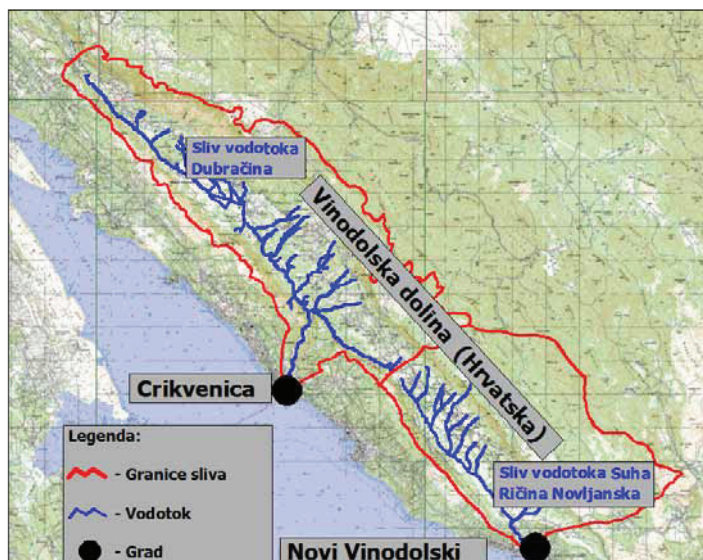 Sliv vodotoka
Dubračina
Vinodolska dolina (Hrvatska)
Crikvenica
Legenda:
- Granice sliva
- Vodotok
- Grad
Sliv vodotoka Suha
Ričina Novljanska
Novi Vinodolski